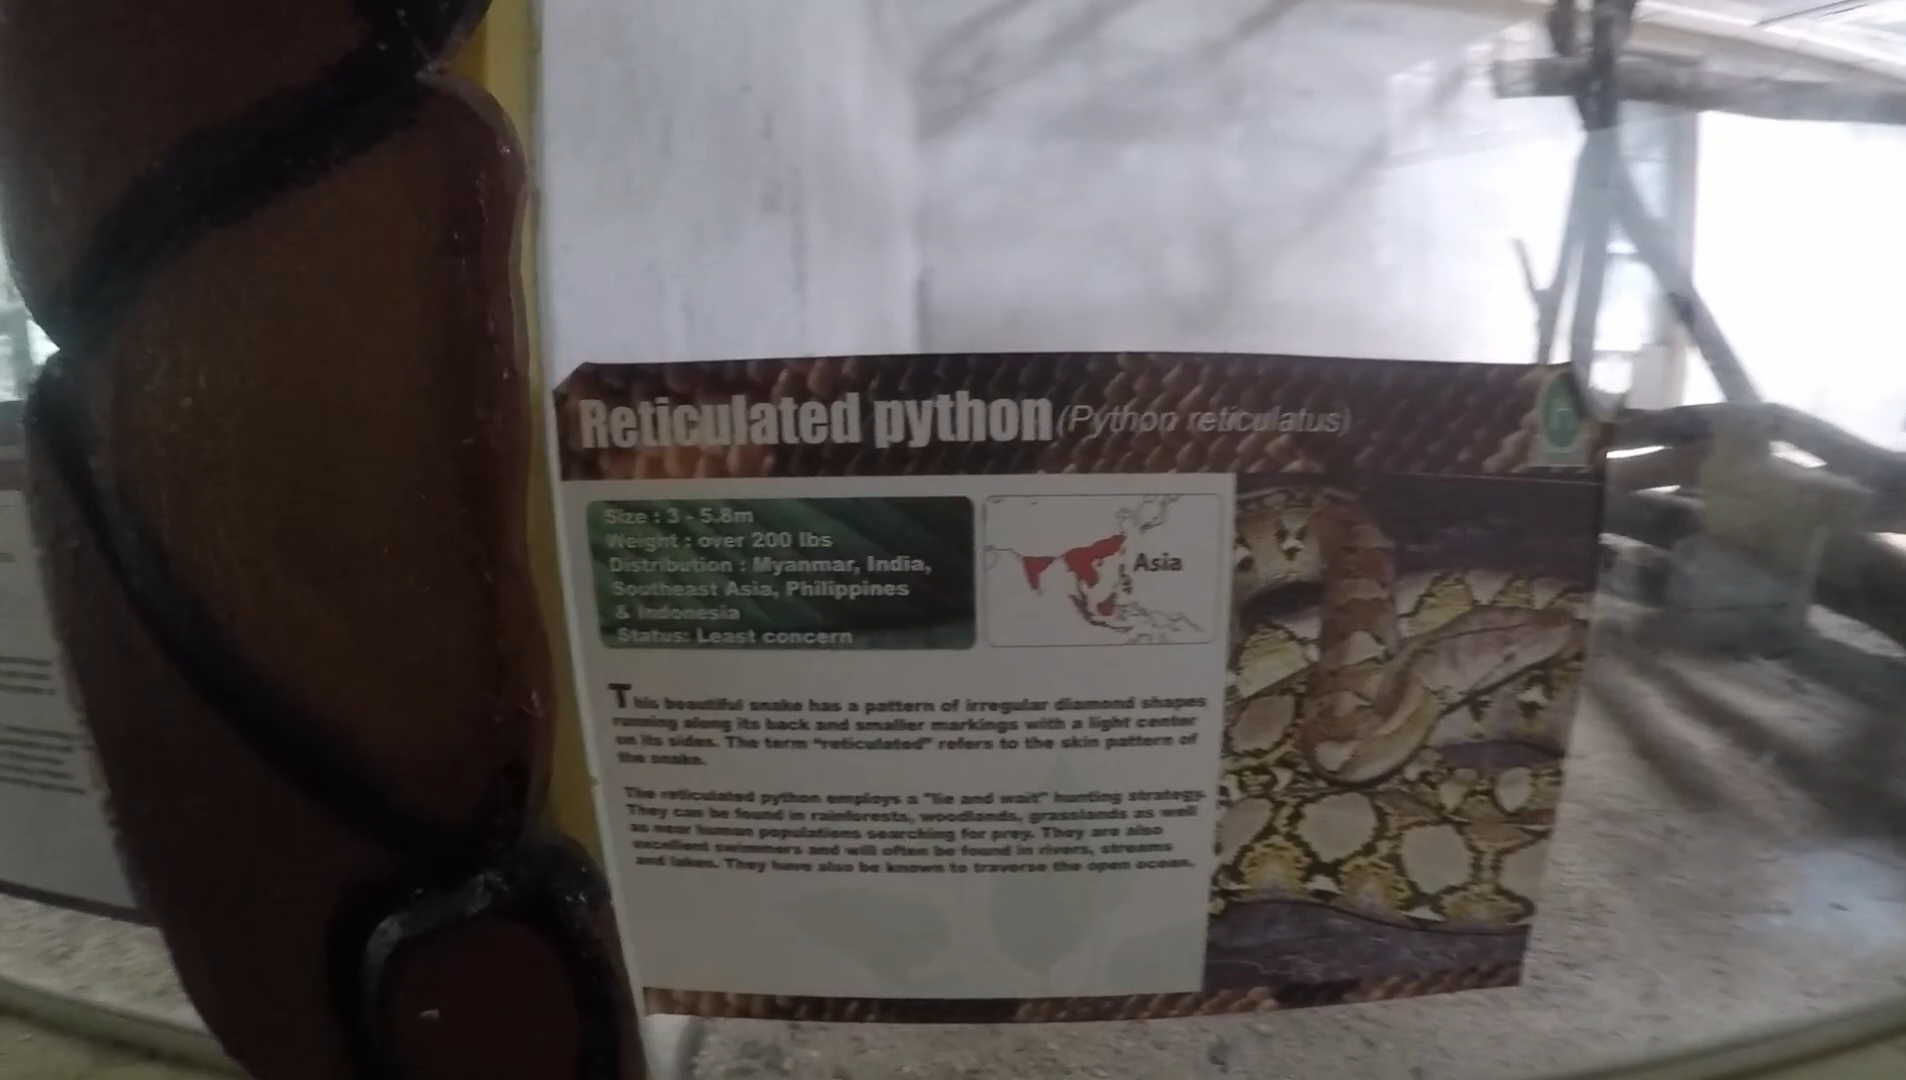 Reticulated python (Python reticulatus)
Size : 3 - 5.8m
Weight : over 200 lbs
Distribution : Myanmar, India,
Southeast Asia, Philippines
& Indonesia
Status: Least concern
Asia
This beautiful snake has a pattern of irregular diamond shapes
running along its back and smaller markings with a light center
on its sides. The term "reticulated" refers to the skin pattern of
the snake.
The reticulated python employs a "lie and wait" hunting strategy.
They can be found in rainforests, woodlands, grasslands as well
as near human populations searching for prey. They are also
excellent swimmers and will often be found in rivers, streams
and lakes. They have also be known to traverse the open ocean.